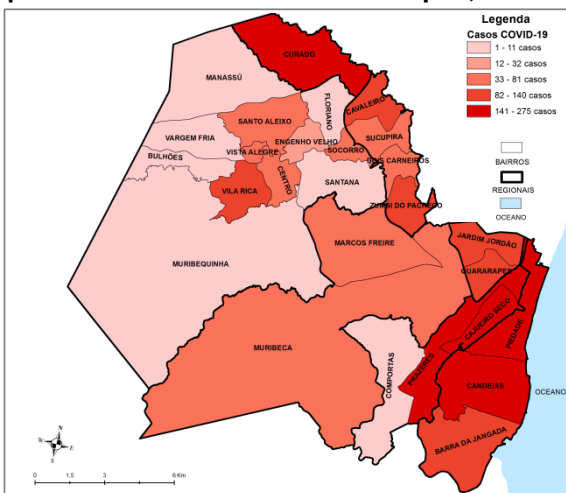 Legenda
Casos COVID-19
1 - 11 casos
12 - 32 casos
33 - 81 casos
82 - 140 casos
141 - 275 casos
BAIRROS
REGIONAIS
OCEANO
CURADO
MANASSÚ
FLORIANO
CAVALEIRO
SANTO ALEIXO
VARGEM FRIA
ENGENHO VELHO
SUCUPIRA
BULHÕES
VISTA ALEGRE
SOCORRO
DOIS CARNEIROS
CENTRO
SANTANA
VILA RICA
ZUMBI DO PACHECO
MARCOS FREIRE
JARDIM JORDÃO
MURIBEQUINHA
GUARARAPES
CAJUEIRO SECO
PIEDADE
MURIBECA
COMPORTAS
PRAZERES
CANDEIAS
OCEANO
BARRA DA JANGADA
N
W E
S
0 1,5 3 6 Km